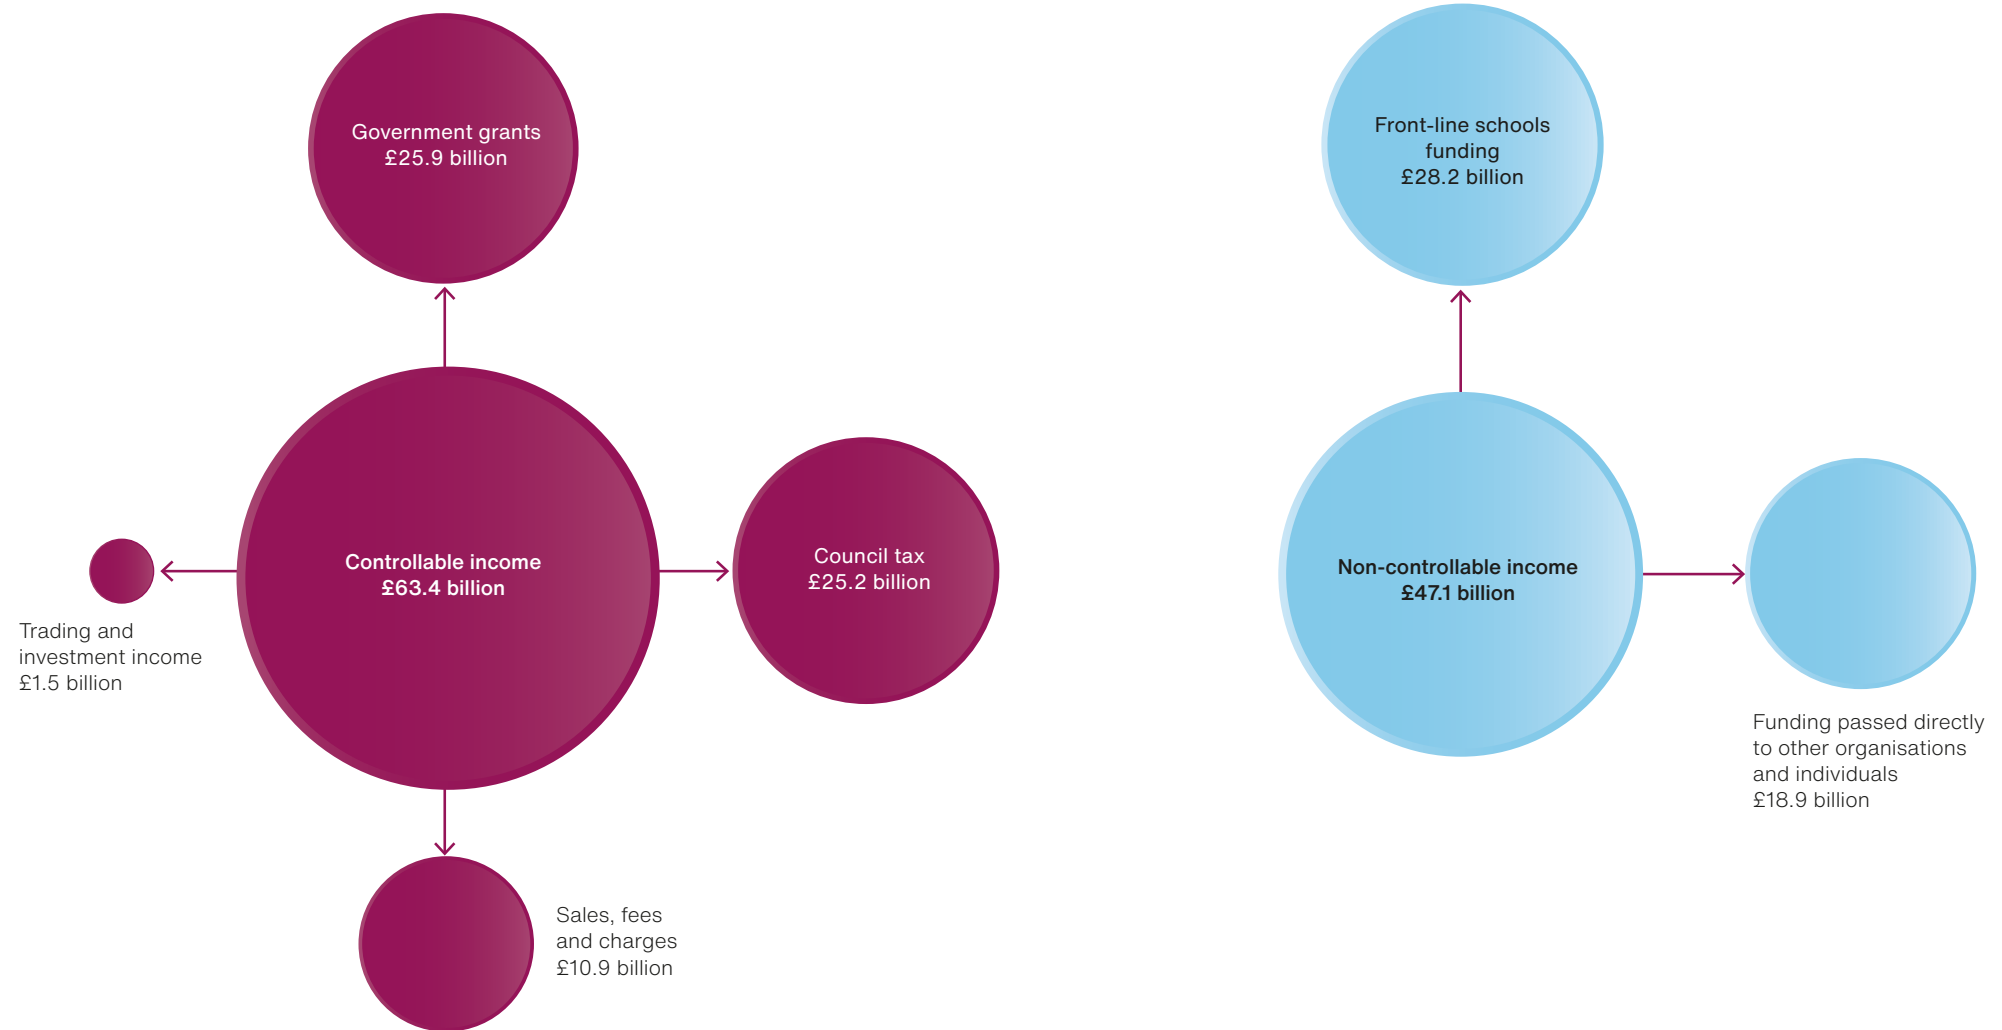 Government grants
£25.9 billion
Controllable income
£63.4 billion
Council tax
£25.2 billion
Trading and
investment income
£1.5 billion
Sales, fees
and charges
£10.9 billion
Front-line schools
funding
£28.2 billion
Non-controllable income
£47.1 billion
Funding passed directly
to other organisations
and individuals
£18.9 billion